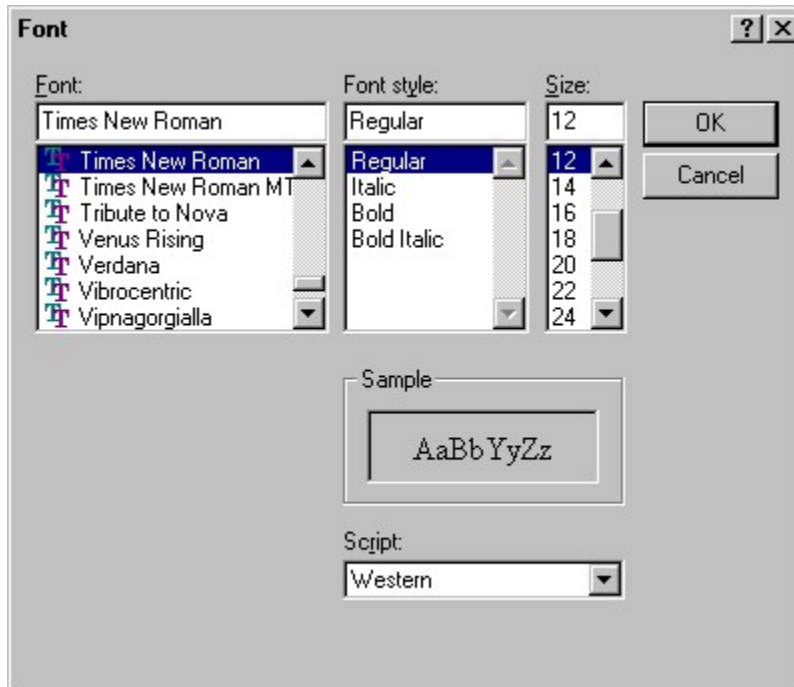 Font
Font: Font style: Size:
Times New Roman Regular 12 OK
Times New Roman Regular 12 Cancel
Times New Roman MT Italic 14
Tribute to Nova Bold 16
Venus Rising Bold Italic 18
Verdana 20
Vibrocentric 22
Vipnagorgialla 24
Sample
AaBbYyZz
Script:
Western